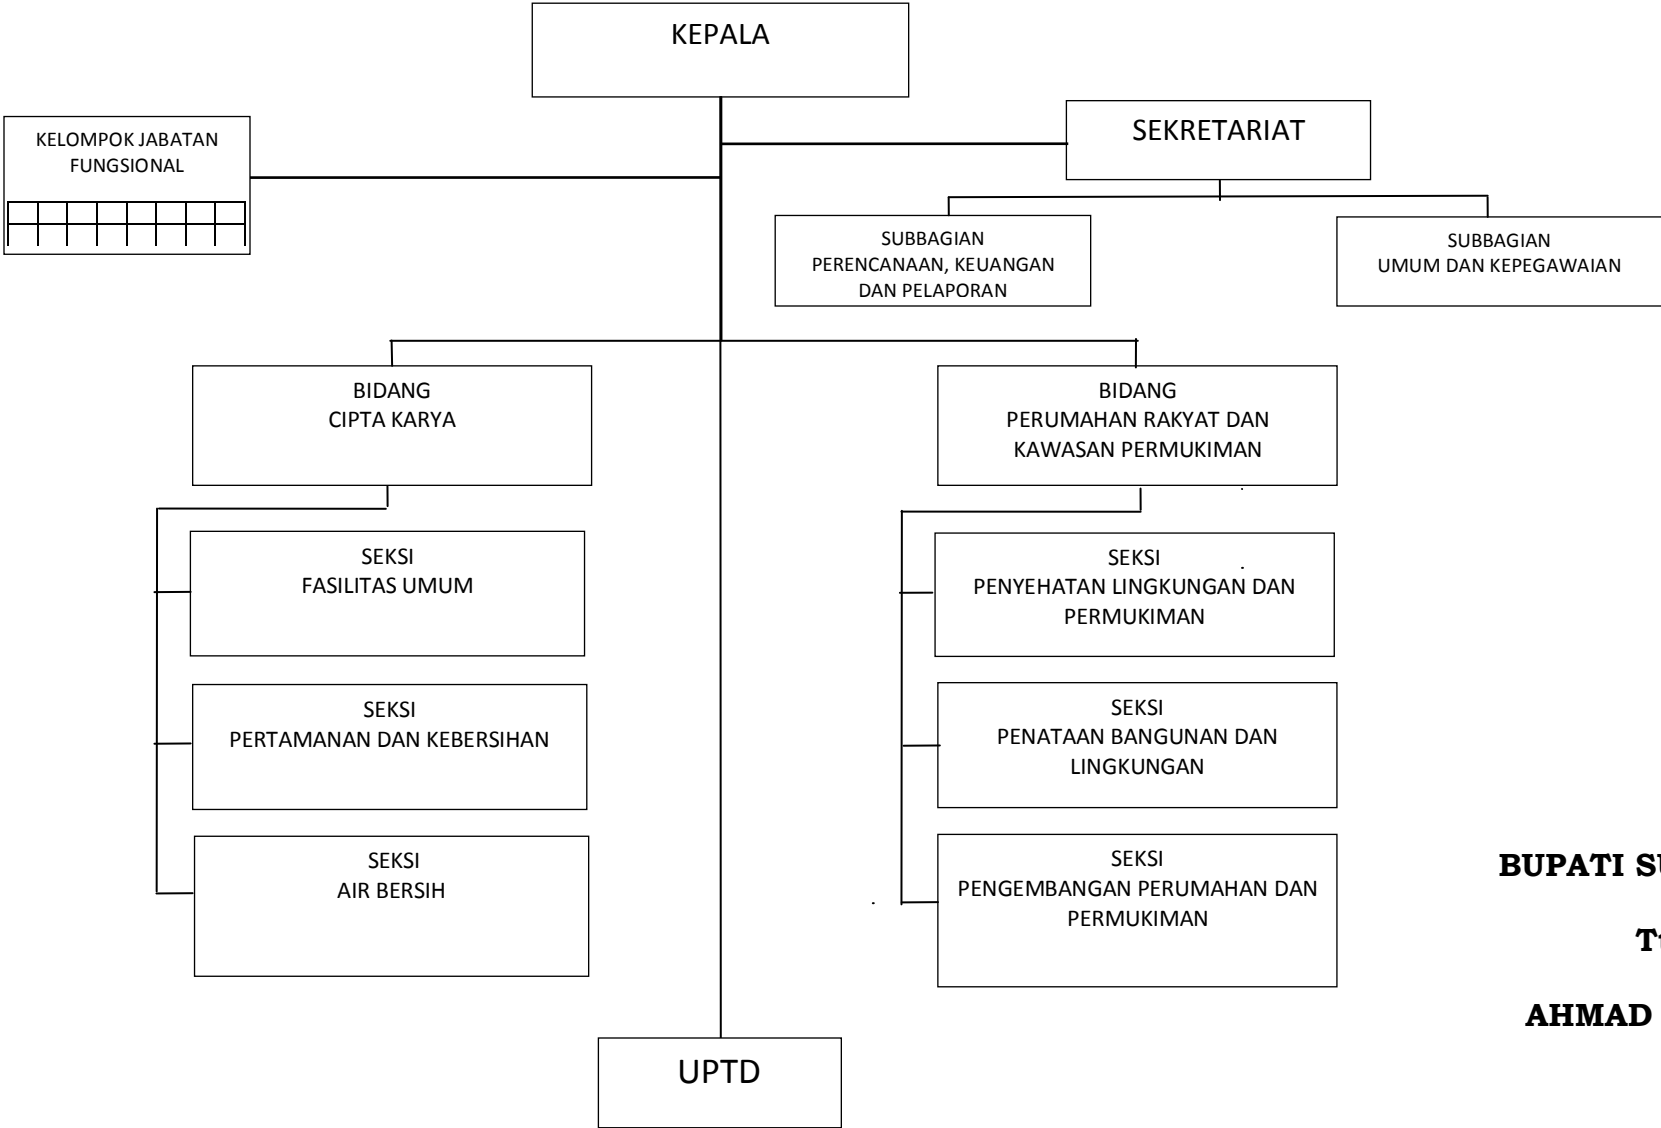 KEPALA
SEKRETARIAT
KELOMPOK JABATAN
FUNGSIONAL
SUBBAGIAN
PERENCANAAN, KEUANGAN
DAN PELAPORAN
SUBBAGIAN
UMUM DAN KEPEGAWAIAN
BIDANG
CIPTA KARYA
BIDANG
PERUMAHAN RAKYAT DAN
KAWASAN PERMUKIMAN
SEKSI
FASILITAS UMUM
SEKSI
PENYEHATAN LINGKUNGAN DAN
PERMUKIMAN
SEKSI
PERTAMANAN DAN KEBERSIHAN
SEKSI
PENATAAN BANGUNAN DAN
LINGKUNGAN
SEKSI
AIR BERSIH
SEKSI
PENGEMBANGAN PERUMAHAN DAN
PERMUKIMAN
BUPATI
AHMAD
UPTD